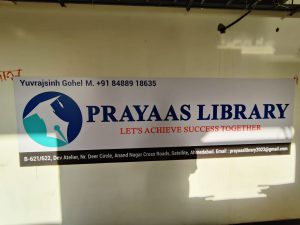 Yuvrajsinh Gohel M. +91 84889 18635
PRAYAAS LIBRARY
LET'S ACHIEVE SUCCESS TOGETHER
B-621/622, Dev Atelier, Nr. Deer Circle, Anand Nagar Cross Roads, Satellite, Ahmedabad. Email : prayaaslibrary2023@gmail.com